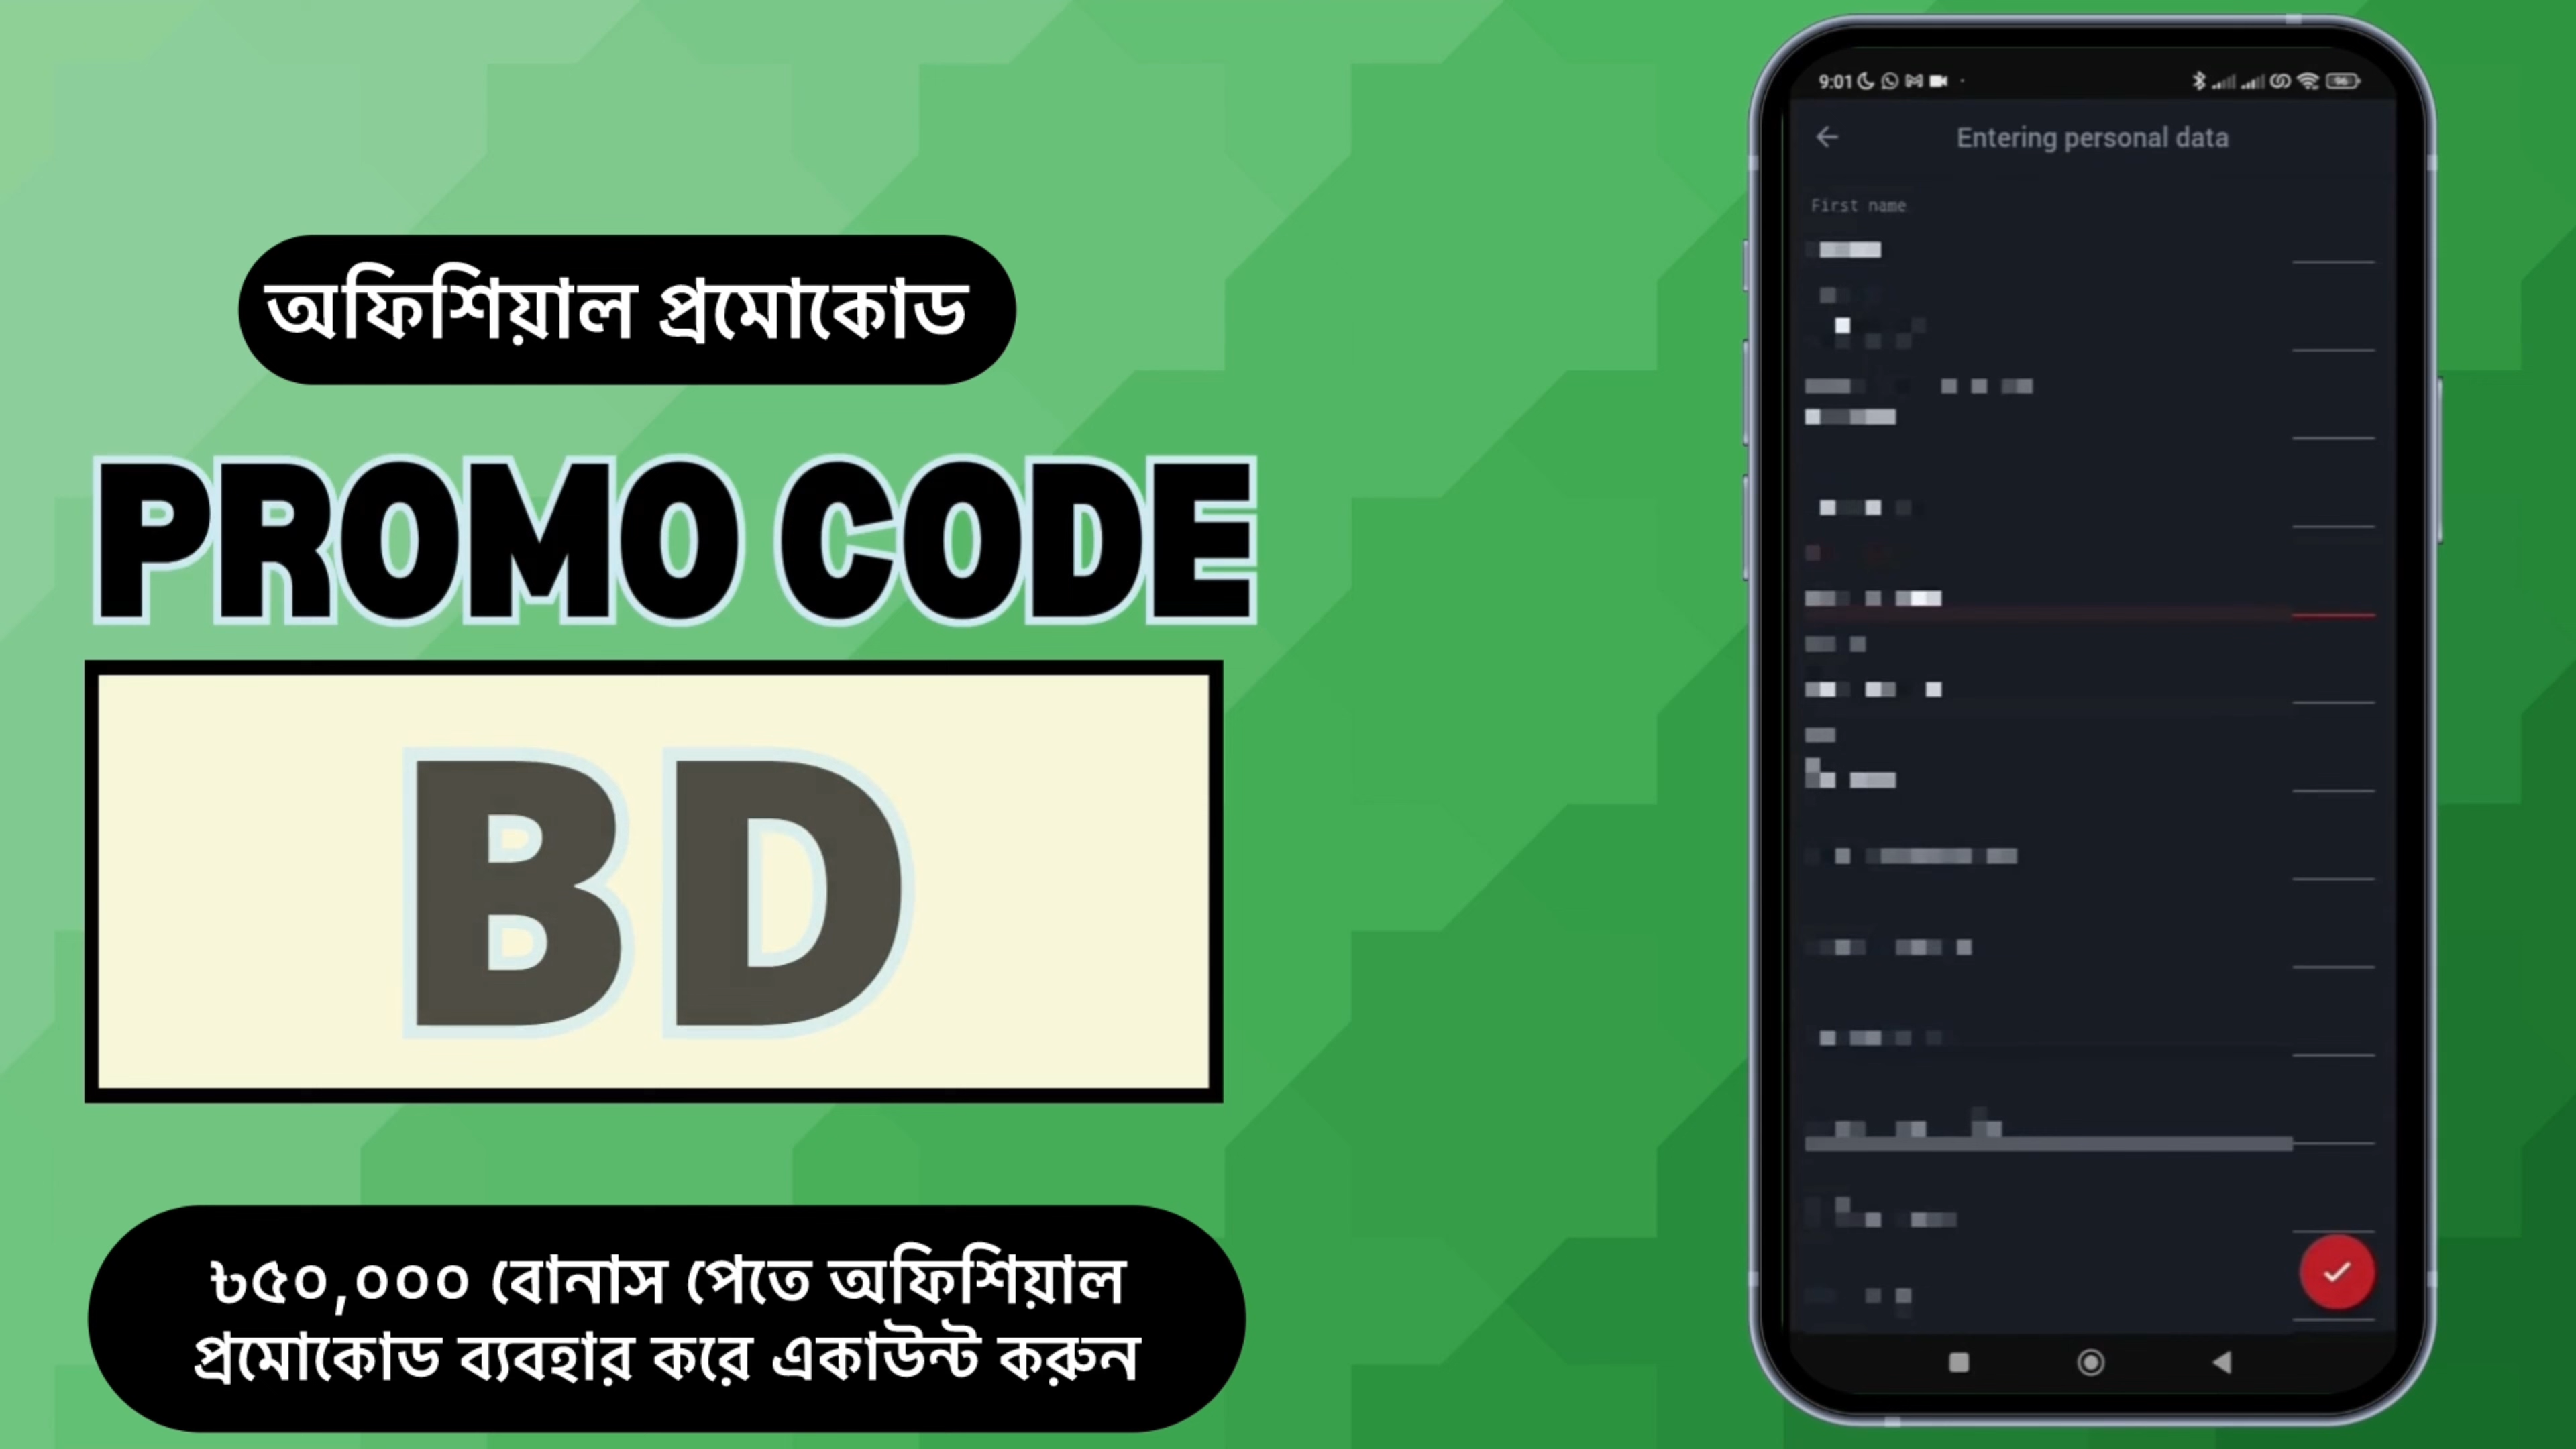 অফিশিয়াল প্রমোকোড
PROMO CODE
BD
৳৫০,০০০ বোনাস পেতে অফিশিয়াল
প্রমোকোড ব্যবহার করে একাউন্ট করুন
9:01
96
Entering personal data
First name